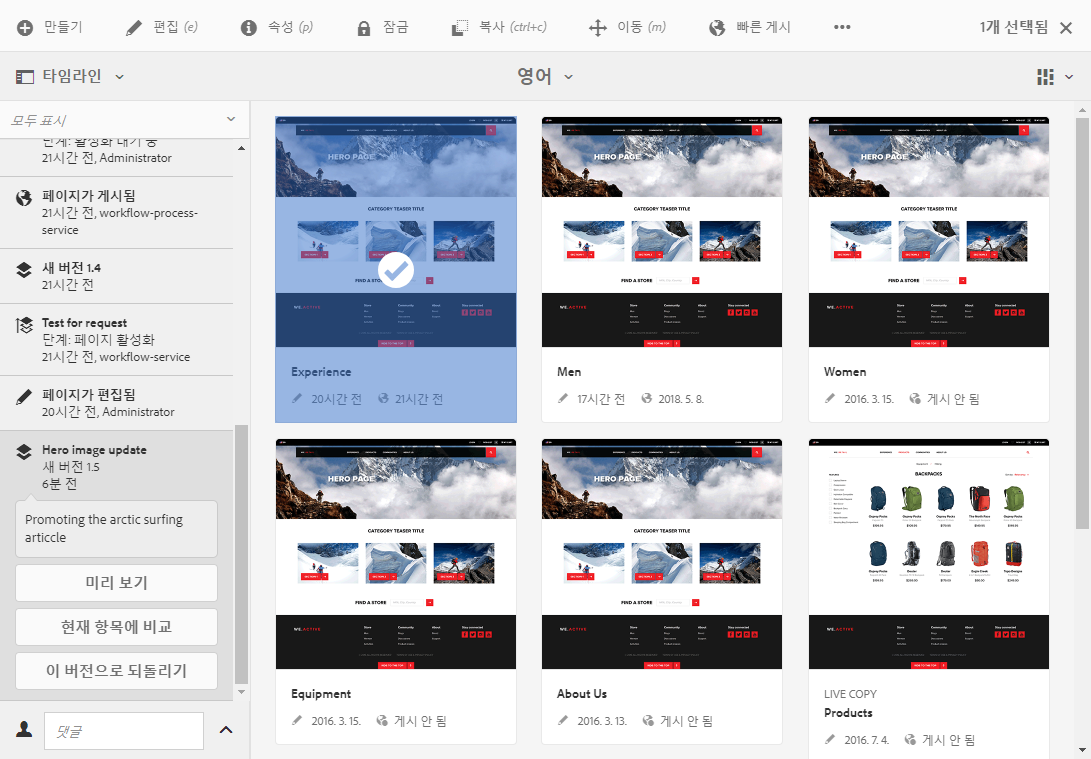 만들기 편집 (e) 속성 (p) 잠금 복사 (ctrl+c) 이동 (m) 빠른 게시 ••• 1개 선택됨
타임라인 영어
모두 표시
단계: 활성화 대기 중
21시간 전, Administrator
페이지가 게시됨
21시간 전, workflow-process-
service
새 버전 1.4
21시간 전
Test for request
단계: 페이지 활성화
21시간 전, workflow-service
페이지가 편집됨
20시간 전, Administrator
Hero image update
새 버전 1.5
6분 전
Promoting the arctic surfing
articcle
미리 보기
현재 항목에 비교
이 버전으로 되돌리기
댓글
HERO PAGE
CATEGORY TEASER TITLE
FIND A STORE
Experience
20시간 전 21시간 전
HERO PAGE
CATEGORY TEASER TITLE
FIND A STORE
Men
17시간 전 2018. 5. 8.
HERO PAGE
CATEGORY TEASER TITLE
FIND A STORE
Women
2016. 3. 15. 게시 안 됨
HERO PAGE
CATEGORY TEASER TITLE
FIND A STORE
Equipment
2016. 3. 15. 게시 안 됨
HERO PAGE
CATEGORY TEASER TITLE
FIND A STORE
About Us
2016. 3. 13. 게시 안 됨
BACKPACKS
LIVE COPY
Products
2016. 7. 4. 게시 안 됨